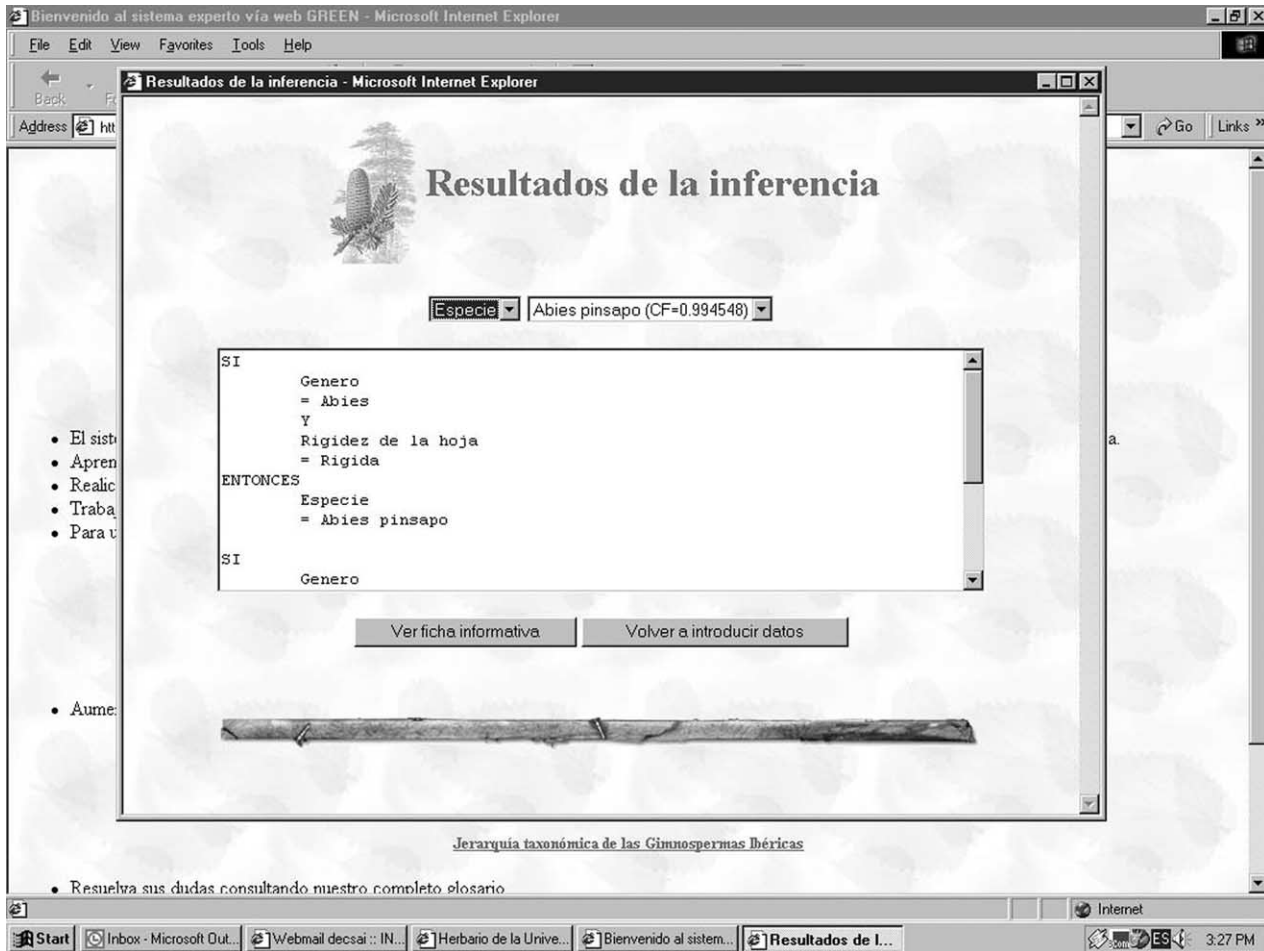 Bienvenido al sistema experto vía web GREEN - Microsoft Internet Explorer
File Edit View Favorites Tools Help
Back
Address htt
Go Links »
Resultados de la inferencia - Microsoft Internet Explorer
Resultados de la inferencia
Especie Abies pinsapo (CF=0.994548)
SI
Genero
= Abies
Y
Rigidez de la hoja
= Rigida
ENTONCES
Especie
= Abies pinsapo
SI
Genero
Ver ficha informativa Volver a introducir datos
• El siste
a.
• Apren
• Realic
• Traba
• Para u
• Aume
Jerarquía taxonómica de las Gimnospermas Ibéricas
• Resuelva sus dudas consultando nuestro completo glosario
Internet
Start Inbox - Microsoft Out... Webmail decsai :: IN... Herbario de la Unive... Bienvenido al sistem... Resultados de l... ES 3:27 PM